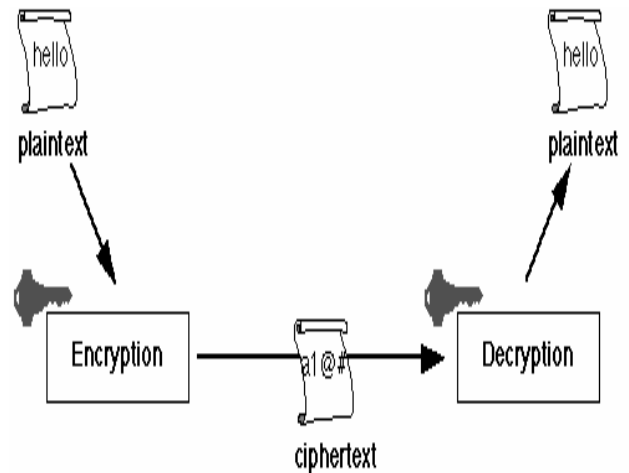 hello
plaintext
hello
plaintext
Encryption
a1@#
Decryption
ciphertext